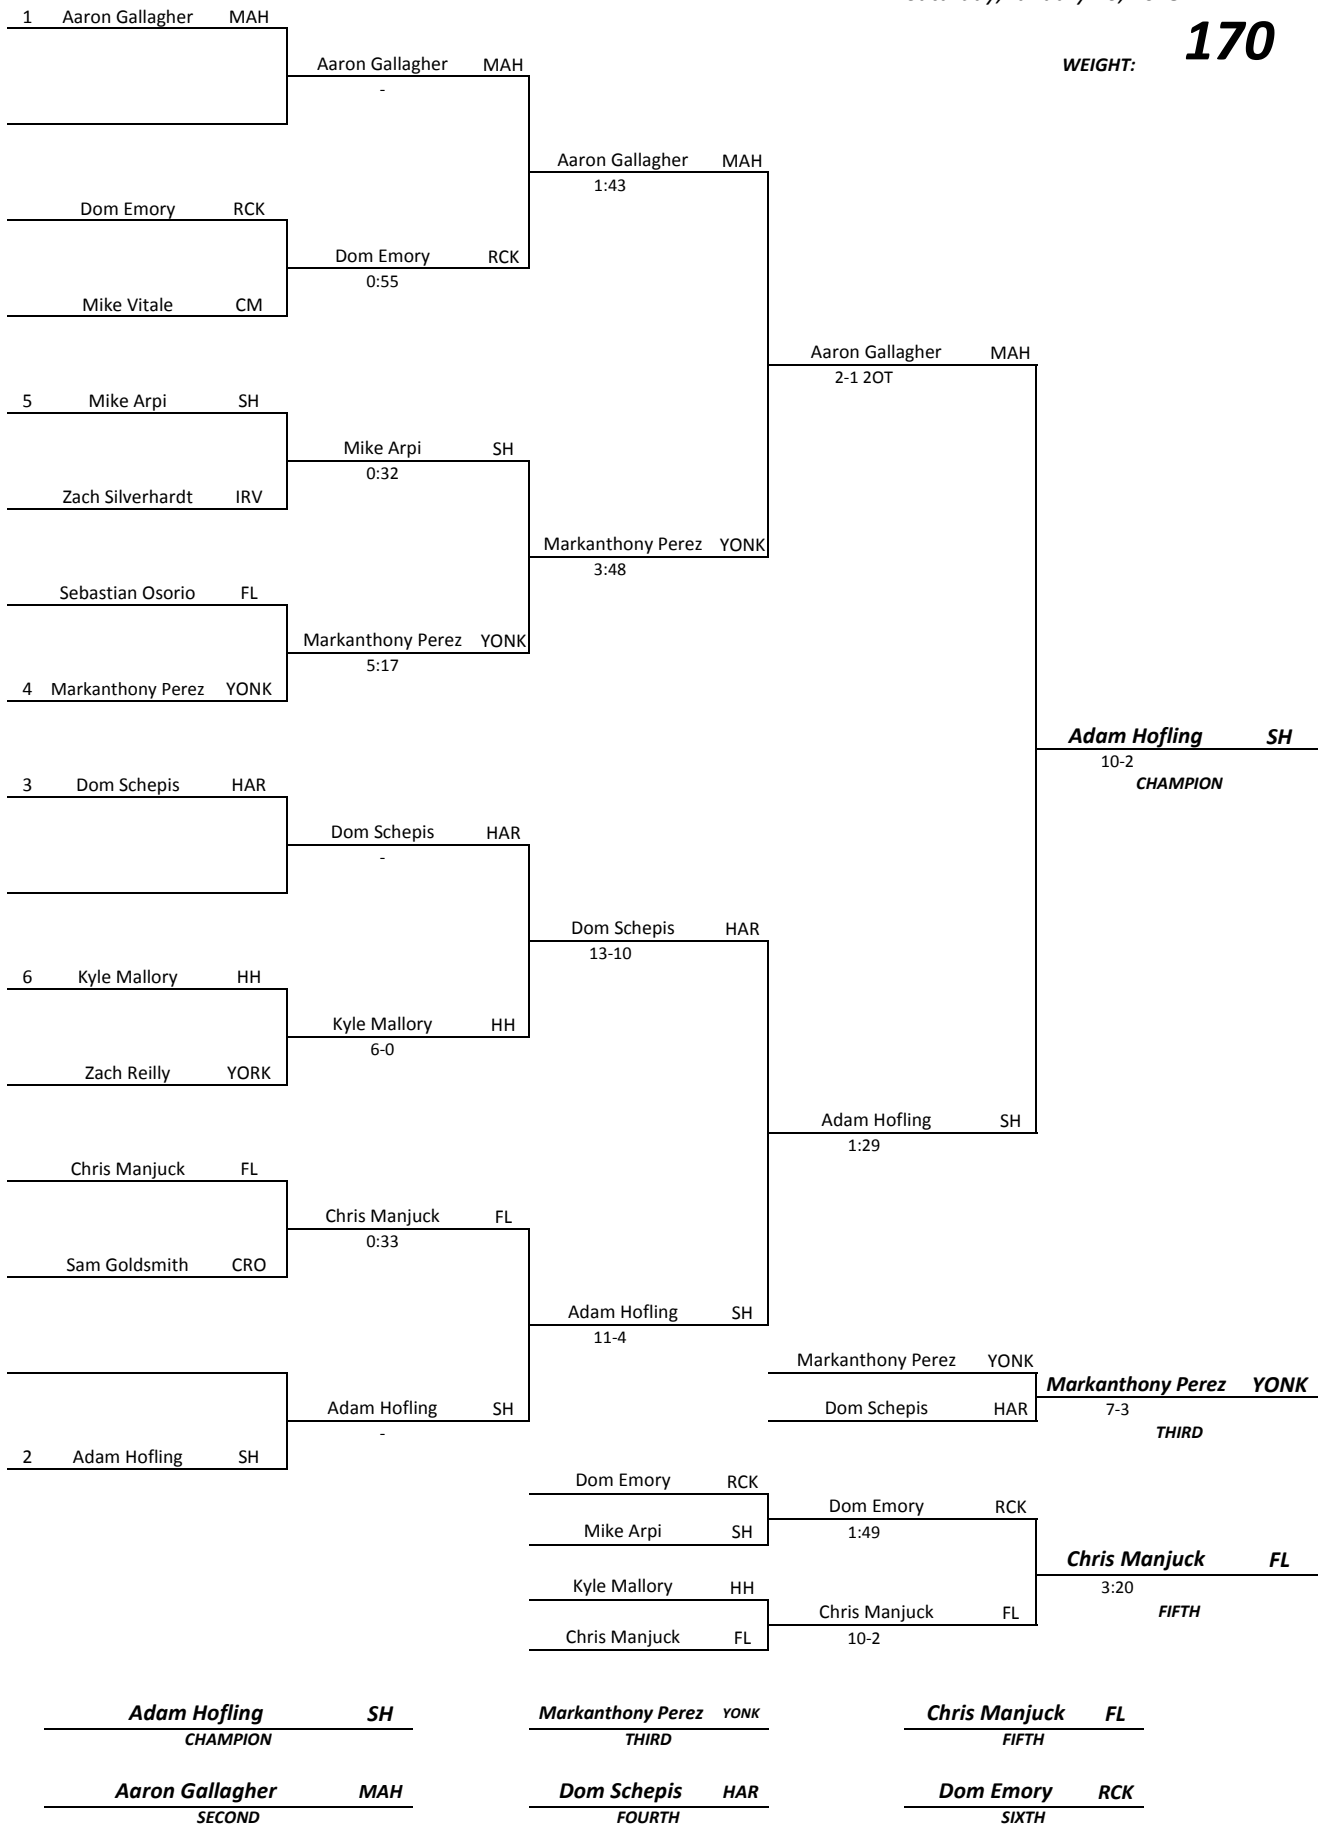 1 Aaron Gallagher MAH
170
WEIGHT:
Aaron Gallagher MAH
-
Aaron Gallagher MAH
1:43
Dom Emory RCK
Dom Emory RCK
0:55
Mike Vitale CM
Aaron Gallagher MAH
2-1 2OT
5 Mike Arpi SH
Mike Arpi SH
0:32
Zach Silverhardt IRV
Markanthony Perez YONK
3:48
Sebastian Osorio FL
Markanthony Perez YONK
5:17
4 Markanthony Perez YONK
Adam Hofling SH
10-2
CHAMPION
3 Dom Schepis HAR
Dom Schepis HAR
-
Dom Schepis HAR
13-10
6 Kyle Mallory HH
Kyle Mallory HH
6-0
Zach Reilly YORK
Adam Hofling SH
1:29
Chris Manjuck FL
Chris Manjuck FL
0:33
Sam Goldsmith CRO
Adam Hofling SH
11-4
Markanthony Perez YONK
Markanthony Perez YONK
7-3
THIRD
Adam Hofling SH
-
Dom Schepis HAR
2 Adam Hofling SH
Dom Emory RCK
Dom Emory RCK
1:49
Mike Arpi SH
Chris Manjuck FL
3:20
FIFTH
Kyle Mallory HH
Chris Manjuck FL
10-2
Chris Manjuck FL
Adam Hofling SH Markanthony Perez YONK Chris Manjuck FL
CHAMPION THIRD FIFTH
Aaron Gallagher MAH Dom Schepis HAR Dom Emory RCK
SECOND FOURTH SIXTH